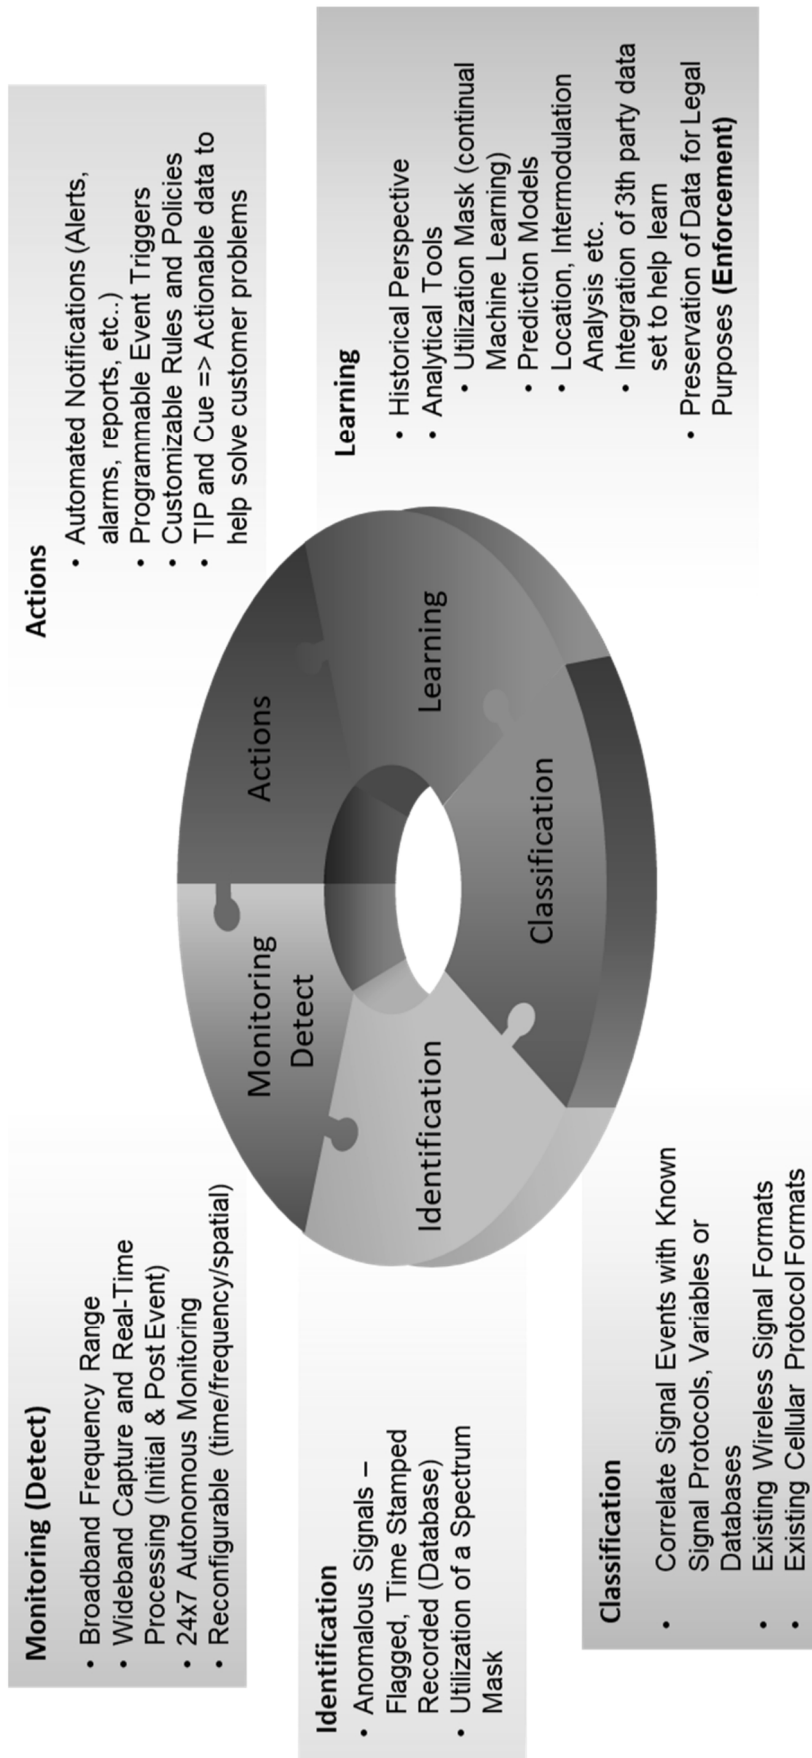 Monitoring (Detect)
• Broadband Frequency Range
• Wideband Capture and Real-Time
Processing (Initial & Post Event)
• 24x7 Autonomous Monitoring
• Reconfigurable (time/frequency/spatial)
Identification
• Anomalous Signals –
Flagged, Time Stamped
Recorded (Database)
• Utilization of a Spectrum
Mask
Classification
• Correlate Signal Events with Known
Signal Protocols, Variables or
Databases
• Existing Wireless Signal Formats
• Existing Cellular Protocol Formats
Monitoring
Detect
Identification
Classification
Learning
Actions
Actions
• Automated Notifications (Alerts,
alarms, reports, etc..)
• Programmable Event Triggers
• Customizable Rules and Policies
• TIP and Cue => Actionable data to
help solve customer problems
Learning
• Historical Perspective
• Analytical Tools
• Utilization Mask (continual
Machine Learning)
• Prediction Models
• Location, Intermodulation
Analysis etc.
• Integration of 3th party data
set to help learn
• Preservation of Data for Legal
Purposes (Enforcement)